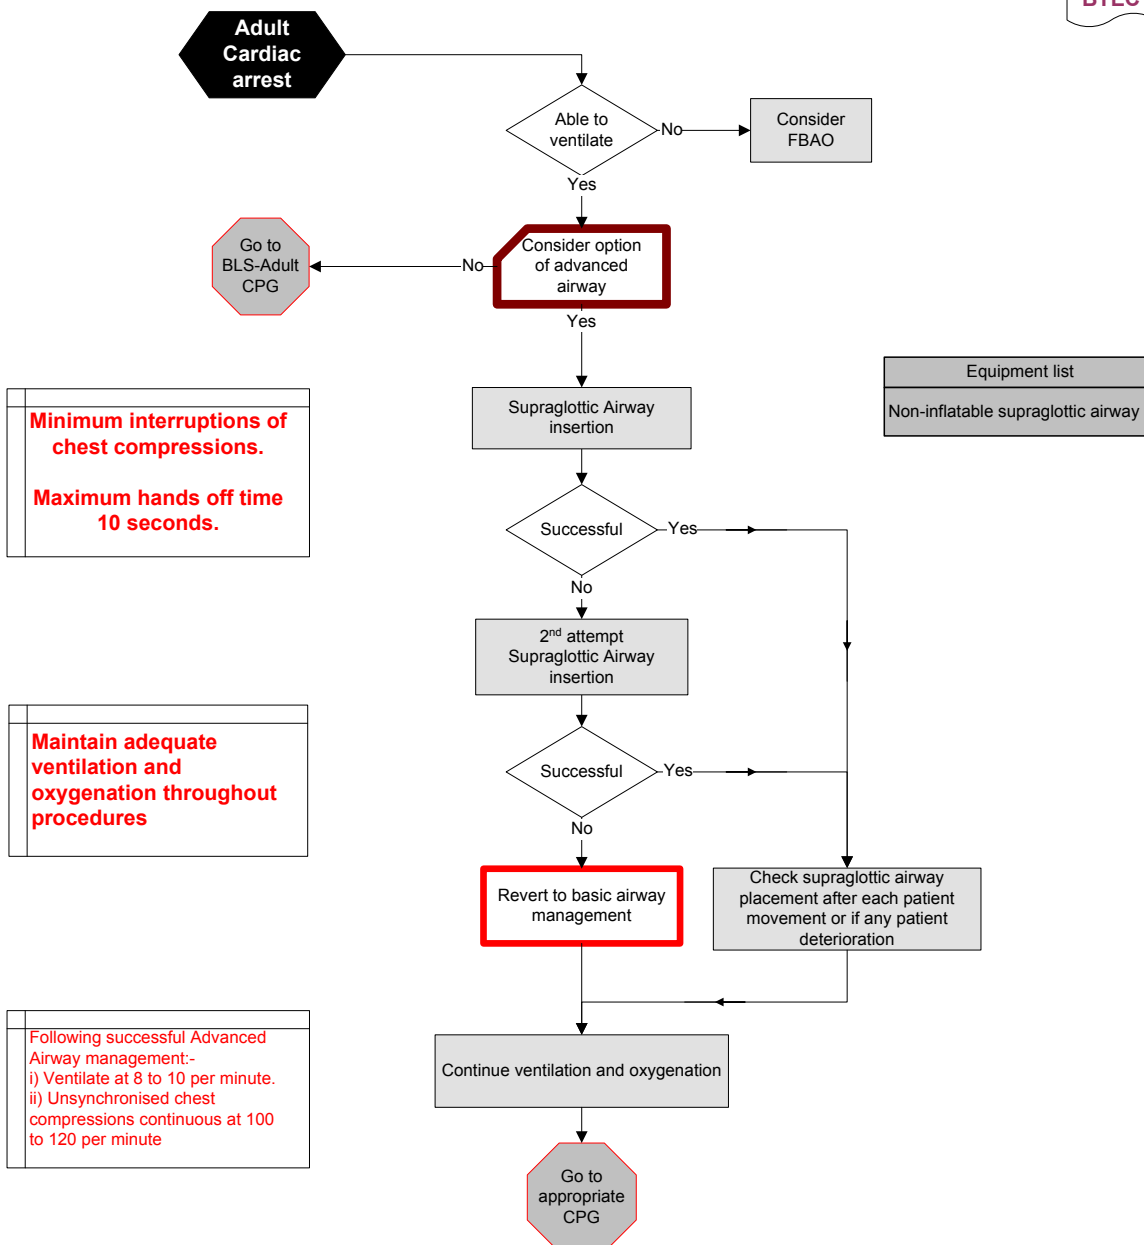 BTEC
Adult
Cardiac
arrest
Able to
ventilate
No
Consider
FBAO
Yes
Go to
BLS-Adult
CPG
No
Consider option
of advanced
airway
Yes
Equipment list
Non-inflatable supraglottic airway
Minimum interruptions of
chest compressions.
Maximum hands off time
10 seconds.
Supraglottic Airway
insertion
Successful
Yes
No
2nd attempt
Supraglottic Airway
insertion
Maintain adequate
ventilation and
oxygenation throughout
procedures
Successful
Yes
No
Revert to basic airway
management
Check supraglottic airway
placement after each patient
movement or if any patient
deterioration
Following successful Advanced
Airway management:-
i) Ventilate at 8 to 10 per minute.
ii) Unsynchronised chest
compressions continuous at 100
to 120 per minute
Continue ventilation and oxygenation
Go to
appropriate
CPG